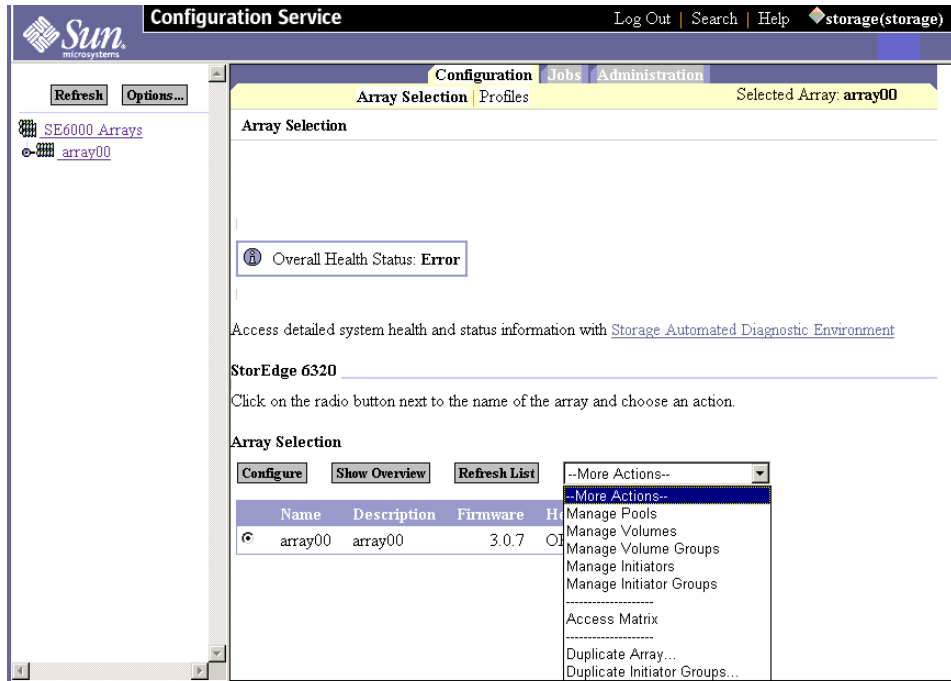 Sun
microsystems
Configuration Service
Log Out | Search | Help storage(storage)
Refresh Options...
SE6000 Arrays
array00
Configuration Jobs Administration
Array Selection | Profiles Selected Array: array00
Array Selection
Overall Health Status: Error
Access detailed system health and status information with Storage Automated Diagnostic Environment
StorEdge 6320
Click on the radio button next to the name of the array and choose an action.
Array Selection
Configure Show Overview Refresh List --More Actions--
--More Actions--
Manage Pools
Manage Volumes
Manage Volume Groups
Manage Initiators
Manage Initiator Groups
--------------------
Access Matrix
--------------------
Duplicate Array...
Duplicate Initiator Groups...
Name Description Firmware
array00 array00 3.0.7